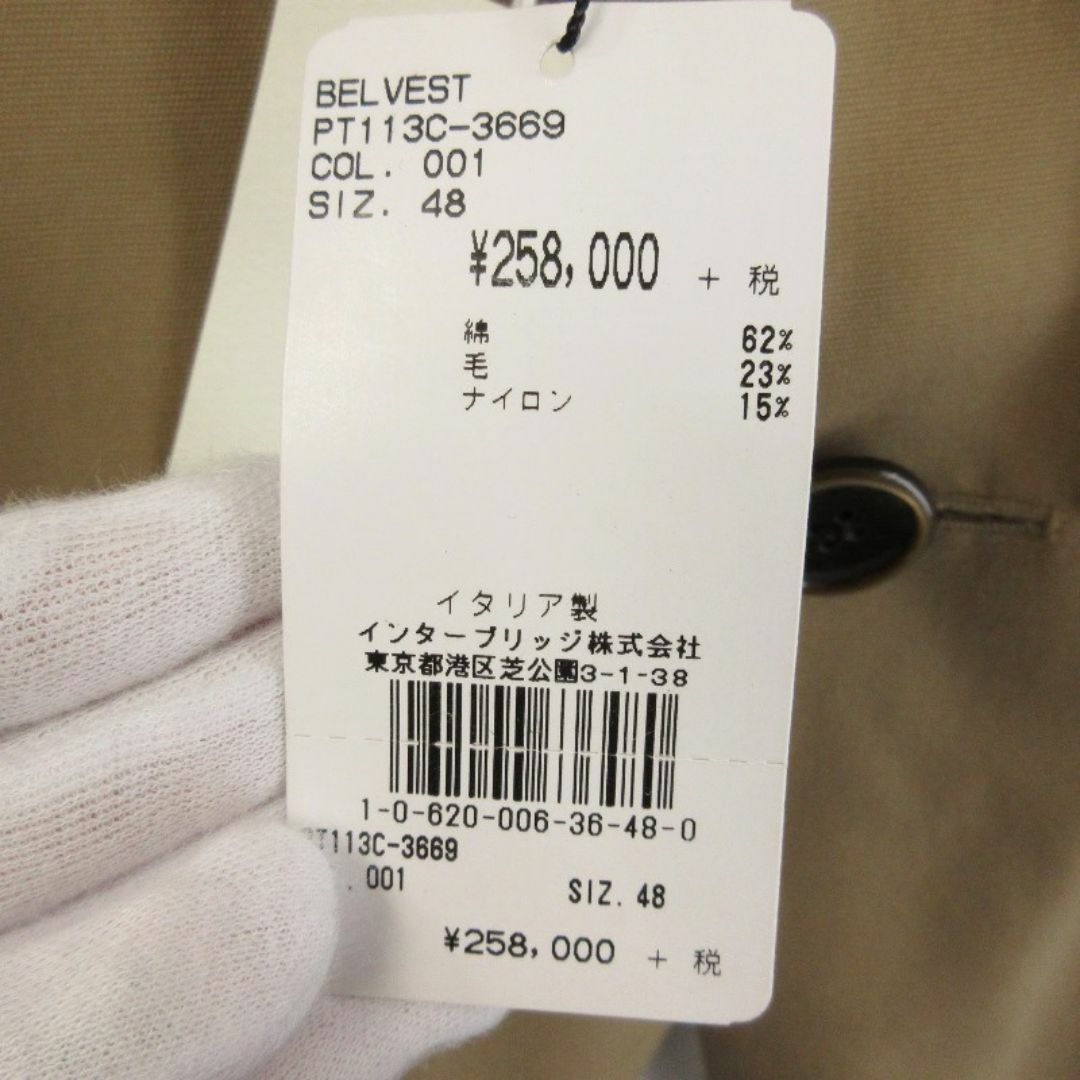 BELVEST
PT113C-3669
COL. 001
SIZ. 48
¥258,000 + 税
綿 62%
毛 23%
ナイロン 15%
イタリア製
インターブリッジ株式会社
東京都港区芝公園3-1-38
1-0-620-006-36-48-0
PT113C-3669
. 001 SIZ. 48
¥258,000 + 税